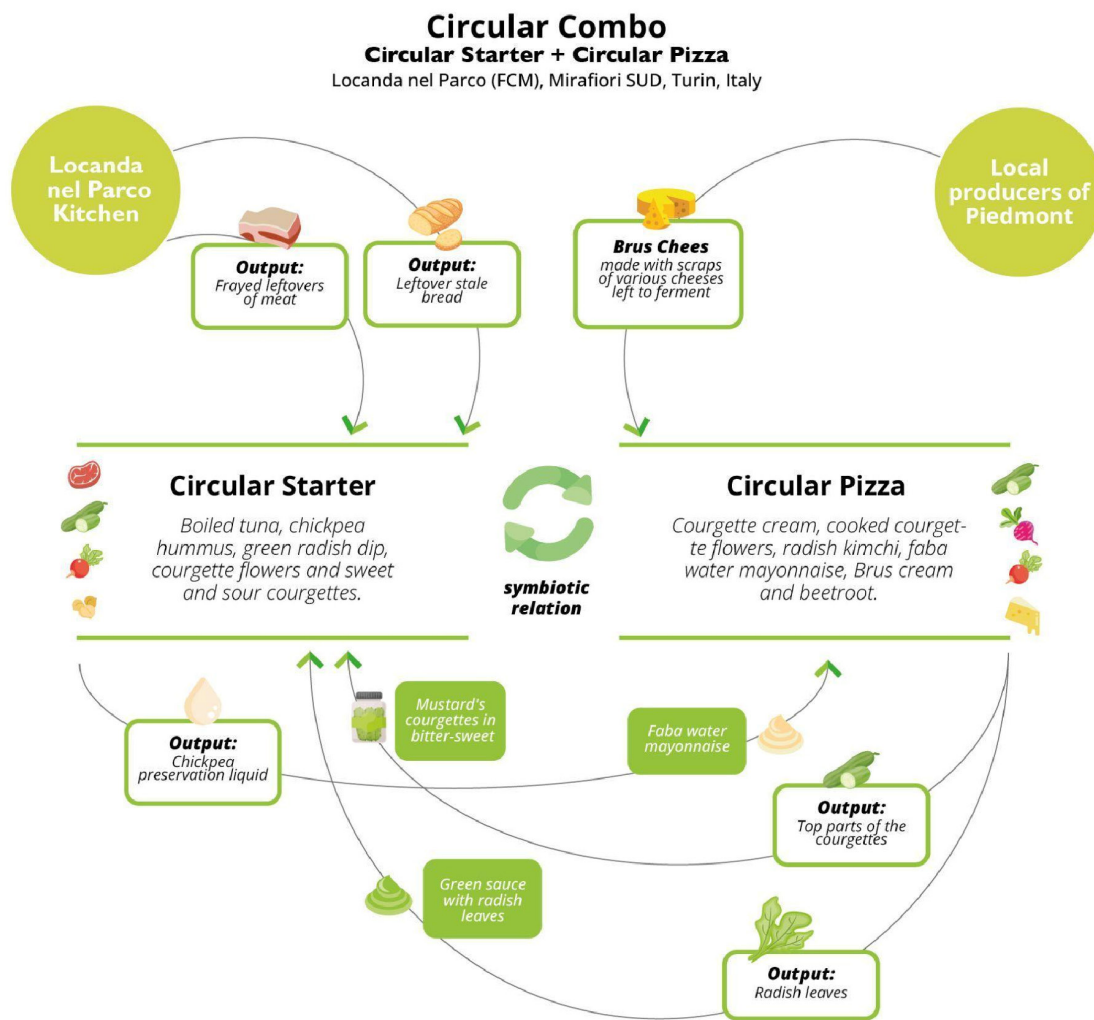 Circular Combo
Circular Starter + Circular Pizza
Locanda nel Parco (FCM), Mirafiori SUD, Turin, Italy
Locanda
nel Parco
Kitchen
Local
producers of
Piedmont
Output:
Frayed leftovers
of meat
Output:
Leftover stale
bread
Brus Chees
made with scraps
of various cheeses
left to ferment
Circular Starter
Boiled tuna, chickpea
hummus, green radish dip,
courgette flowers and sweet
and sour courgettes.
symbiotic
relation
Circular Pizza
Courgette cream, cooked courget-
te flowers, radish kimchi, faba
water mayonnaise, Brus cream
and beetroot.
Output:
Chickpea
preservation liquid
Mustard's
courgettes in
bitter-sweet
Faba water
mayonnaise
Output:
Top parts of the
courgettes
Green sauce
with radish
leaves
Output:
Radish leaves